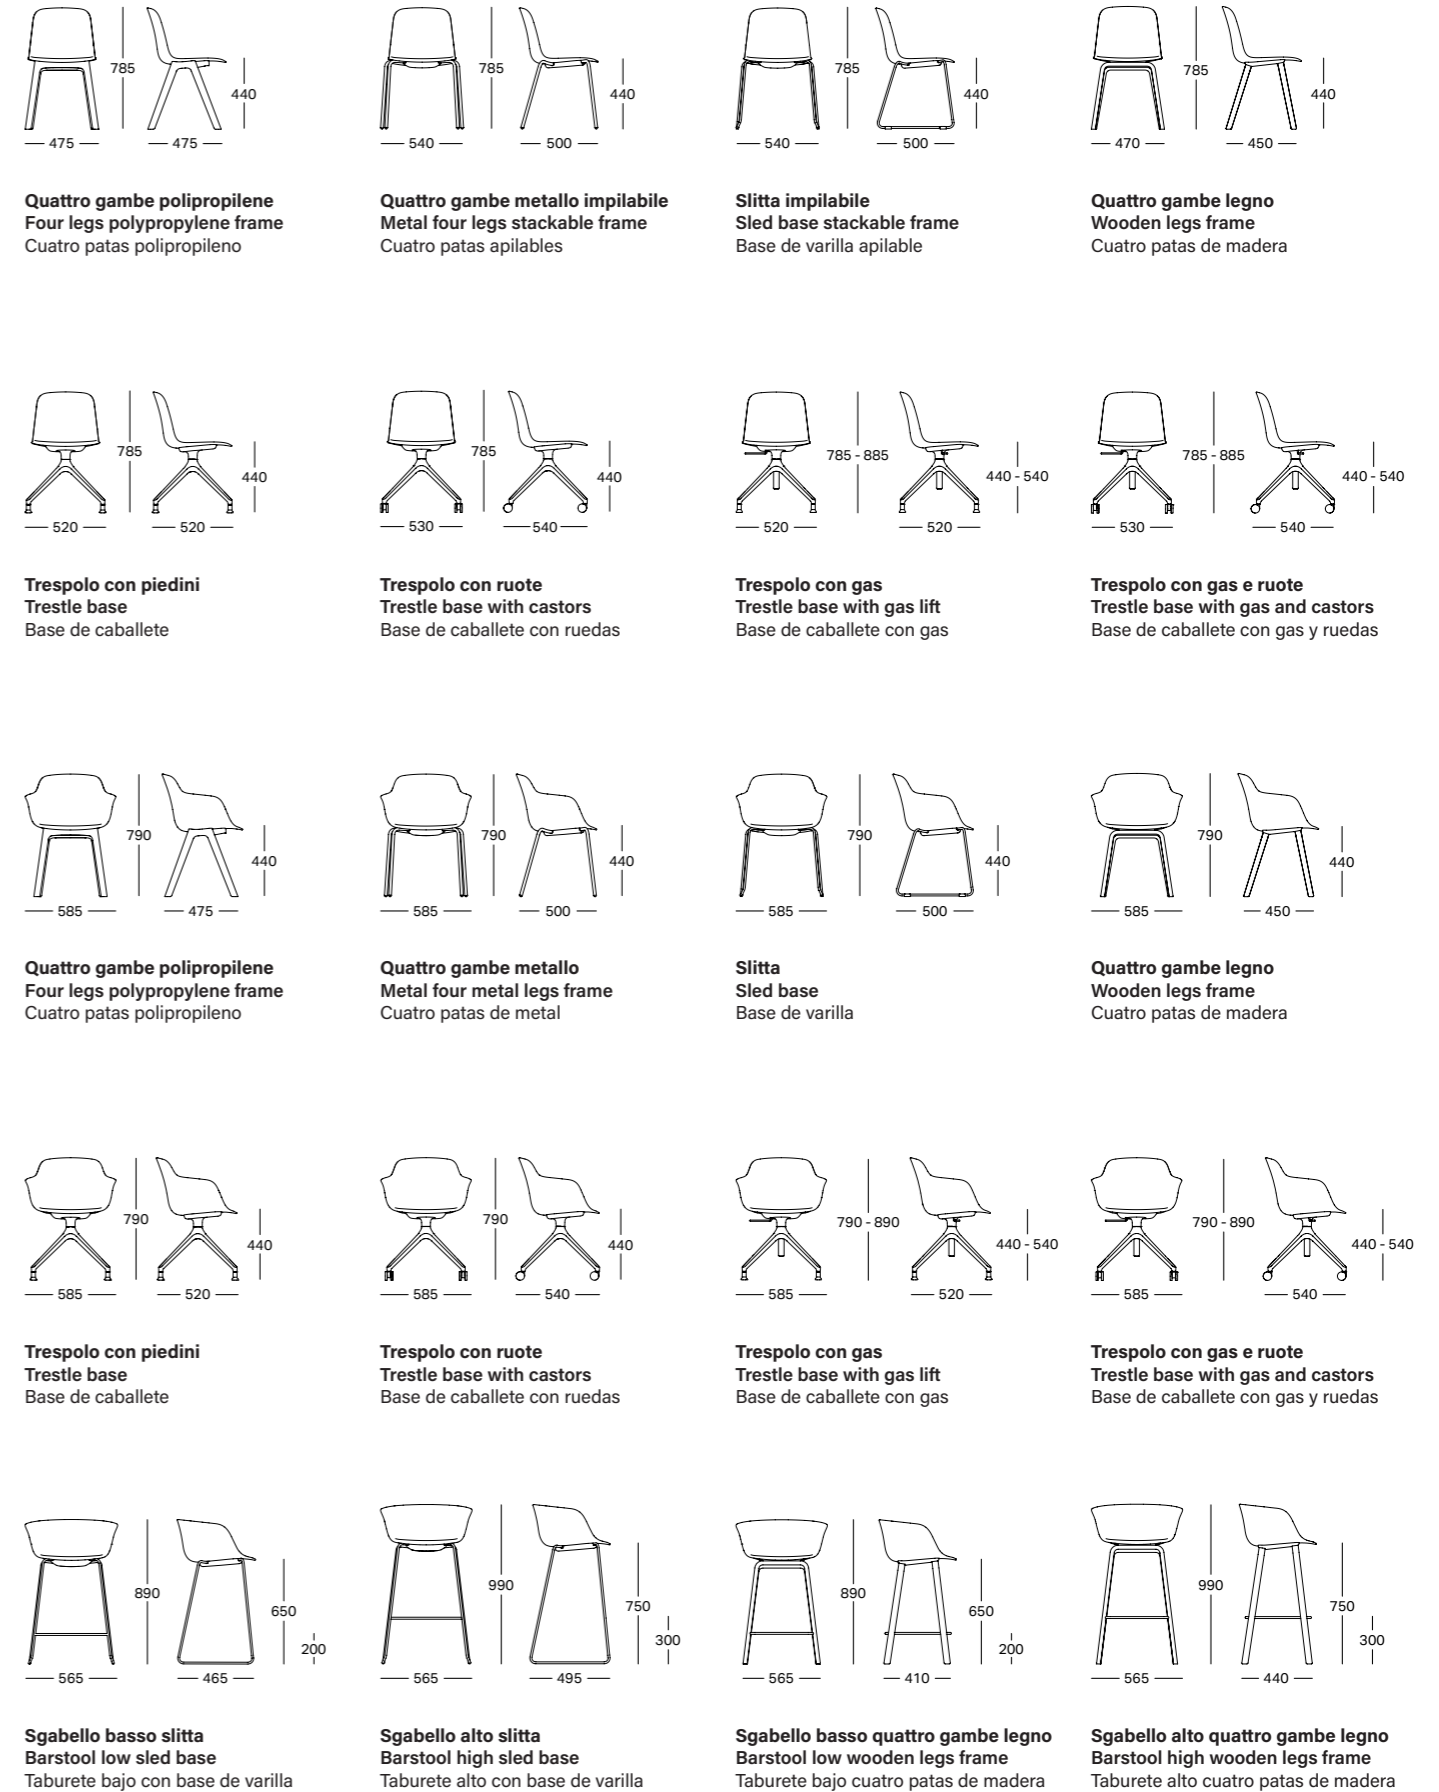 785
440
475
475
785
440
540
500
785
440
540
500
785
440
470
450
Quattro gambe polipropilene
Four legs polypropylene frame
Cuatro patas polipropileno
Quattro gambe metallo impilabile
Metal four legs stackable frame
Cuatro patas apilables
Slitta impilabile
Sled base stackable frame
Base de varilla apilable
Quattro gambe legno
Wooden legs frame
Cuatro patas de madera
785
440
520
520
785
440
530
540
785 - 885
440 - 540
520
520
785 - 885
440 - 540
530
540
Trespolo con piedini
Trestle base
Base de caballete
Trespolo con ruote
Trestle base with castors
Base de caballete con ruedas
Trespolo con gas
Trestle base with gas lift
Base de caballete con gas
Trespolo con gas e ruote
Trestle base with gas and castors
Base de caballete con gas y ruedas
790
440
585
475
790
440
585
500
790
440
585
500
790
440
585
450
Quattro gambe polipropilene
Four legs polypropylene frame
Cuatro patas polipropileno
Quattro gambe metallo
Metal four metal legs frame
Cuatro patas de metal
Slitta
Sled base
Base de varilla
Quattro gambe legno
Wooden legs frame
Cuatro patas de madera
790
440
585
520
790
440
585
540
790 - 890
440 - 540
585
520
790 - 890
440 - 540
585
540
Trespolo con piedini
Trestle base
Base de caballete
Trespolo con ruote
Trestle base with castors
Base de caballete con ruedas
Trespolo con gas
Trestle base with gas lift
Base de caballete con gas
Trespolo con gas e ruote
Trestle base with gas and castors
Base de caballete con gas y ruedas
890
650
200
565
465
990
750
300
565
495
890
650
200
565
410
990
750
300
565
440
Sgabello basso slitta
Barstool low sled base
Taburete bajo con base de varilla
Sgabello alto slitta
Barstool high sled base
Taburete alto con base de varilla
Sgabello basso quattro gambe legno
Barstool low wooden legs frame
Taburete bajo cuatro patas de madera
Sgabello alto quattro gambe legno
Barstool high wooden legs frame
Taburete alto cuatro patas de madera